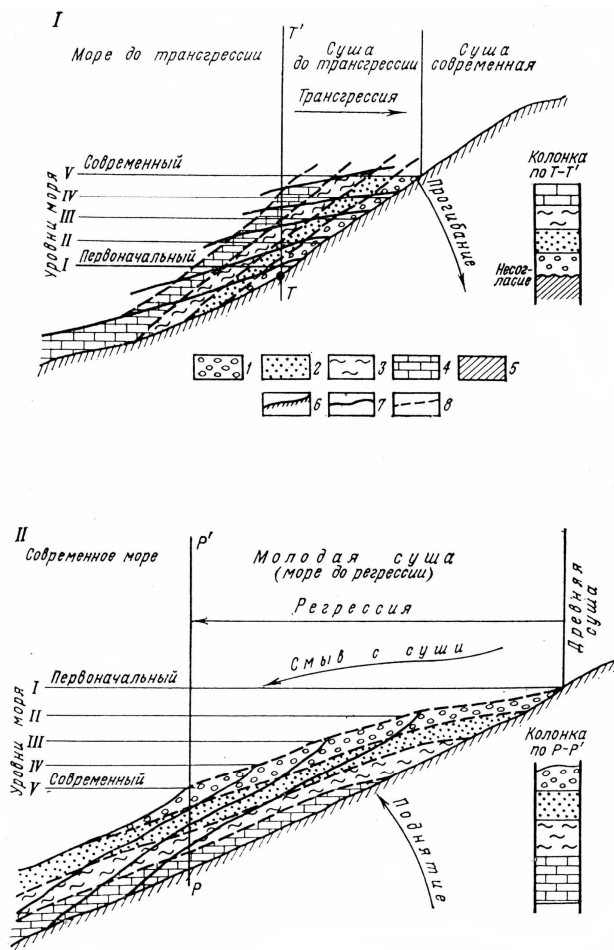 I
T'
Море до трансгрессии
Суша до трансгрессии
Суша современная
Трансгрессия
Уровни моря
V Современный
IV
III
II
I Первоначальный
T
Прогибание
Колонка по T-T'
Несогласие
1
2
3
4
5
6
7
8
II
P'
Современное море
Молодая суша
(море до регрессии)
Древняя суша
Регрессия
Смыв с суши
Уровни моря
I Первоначальный
II
III
IV
V Современный
P
Поднятие
Колонка по P-P'